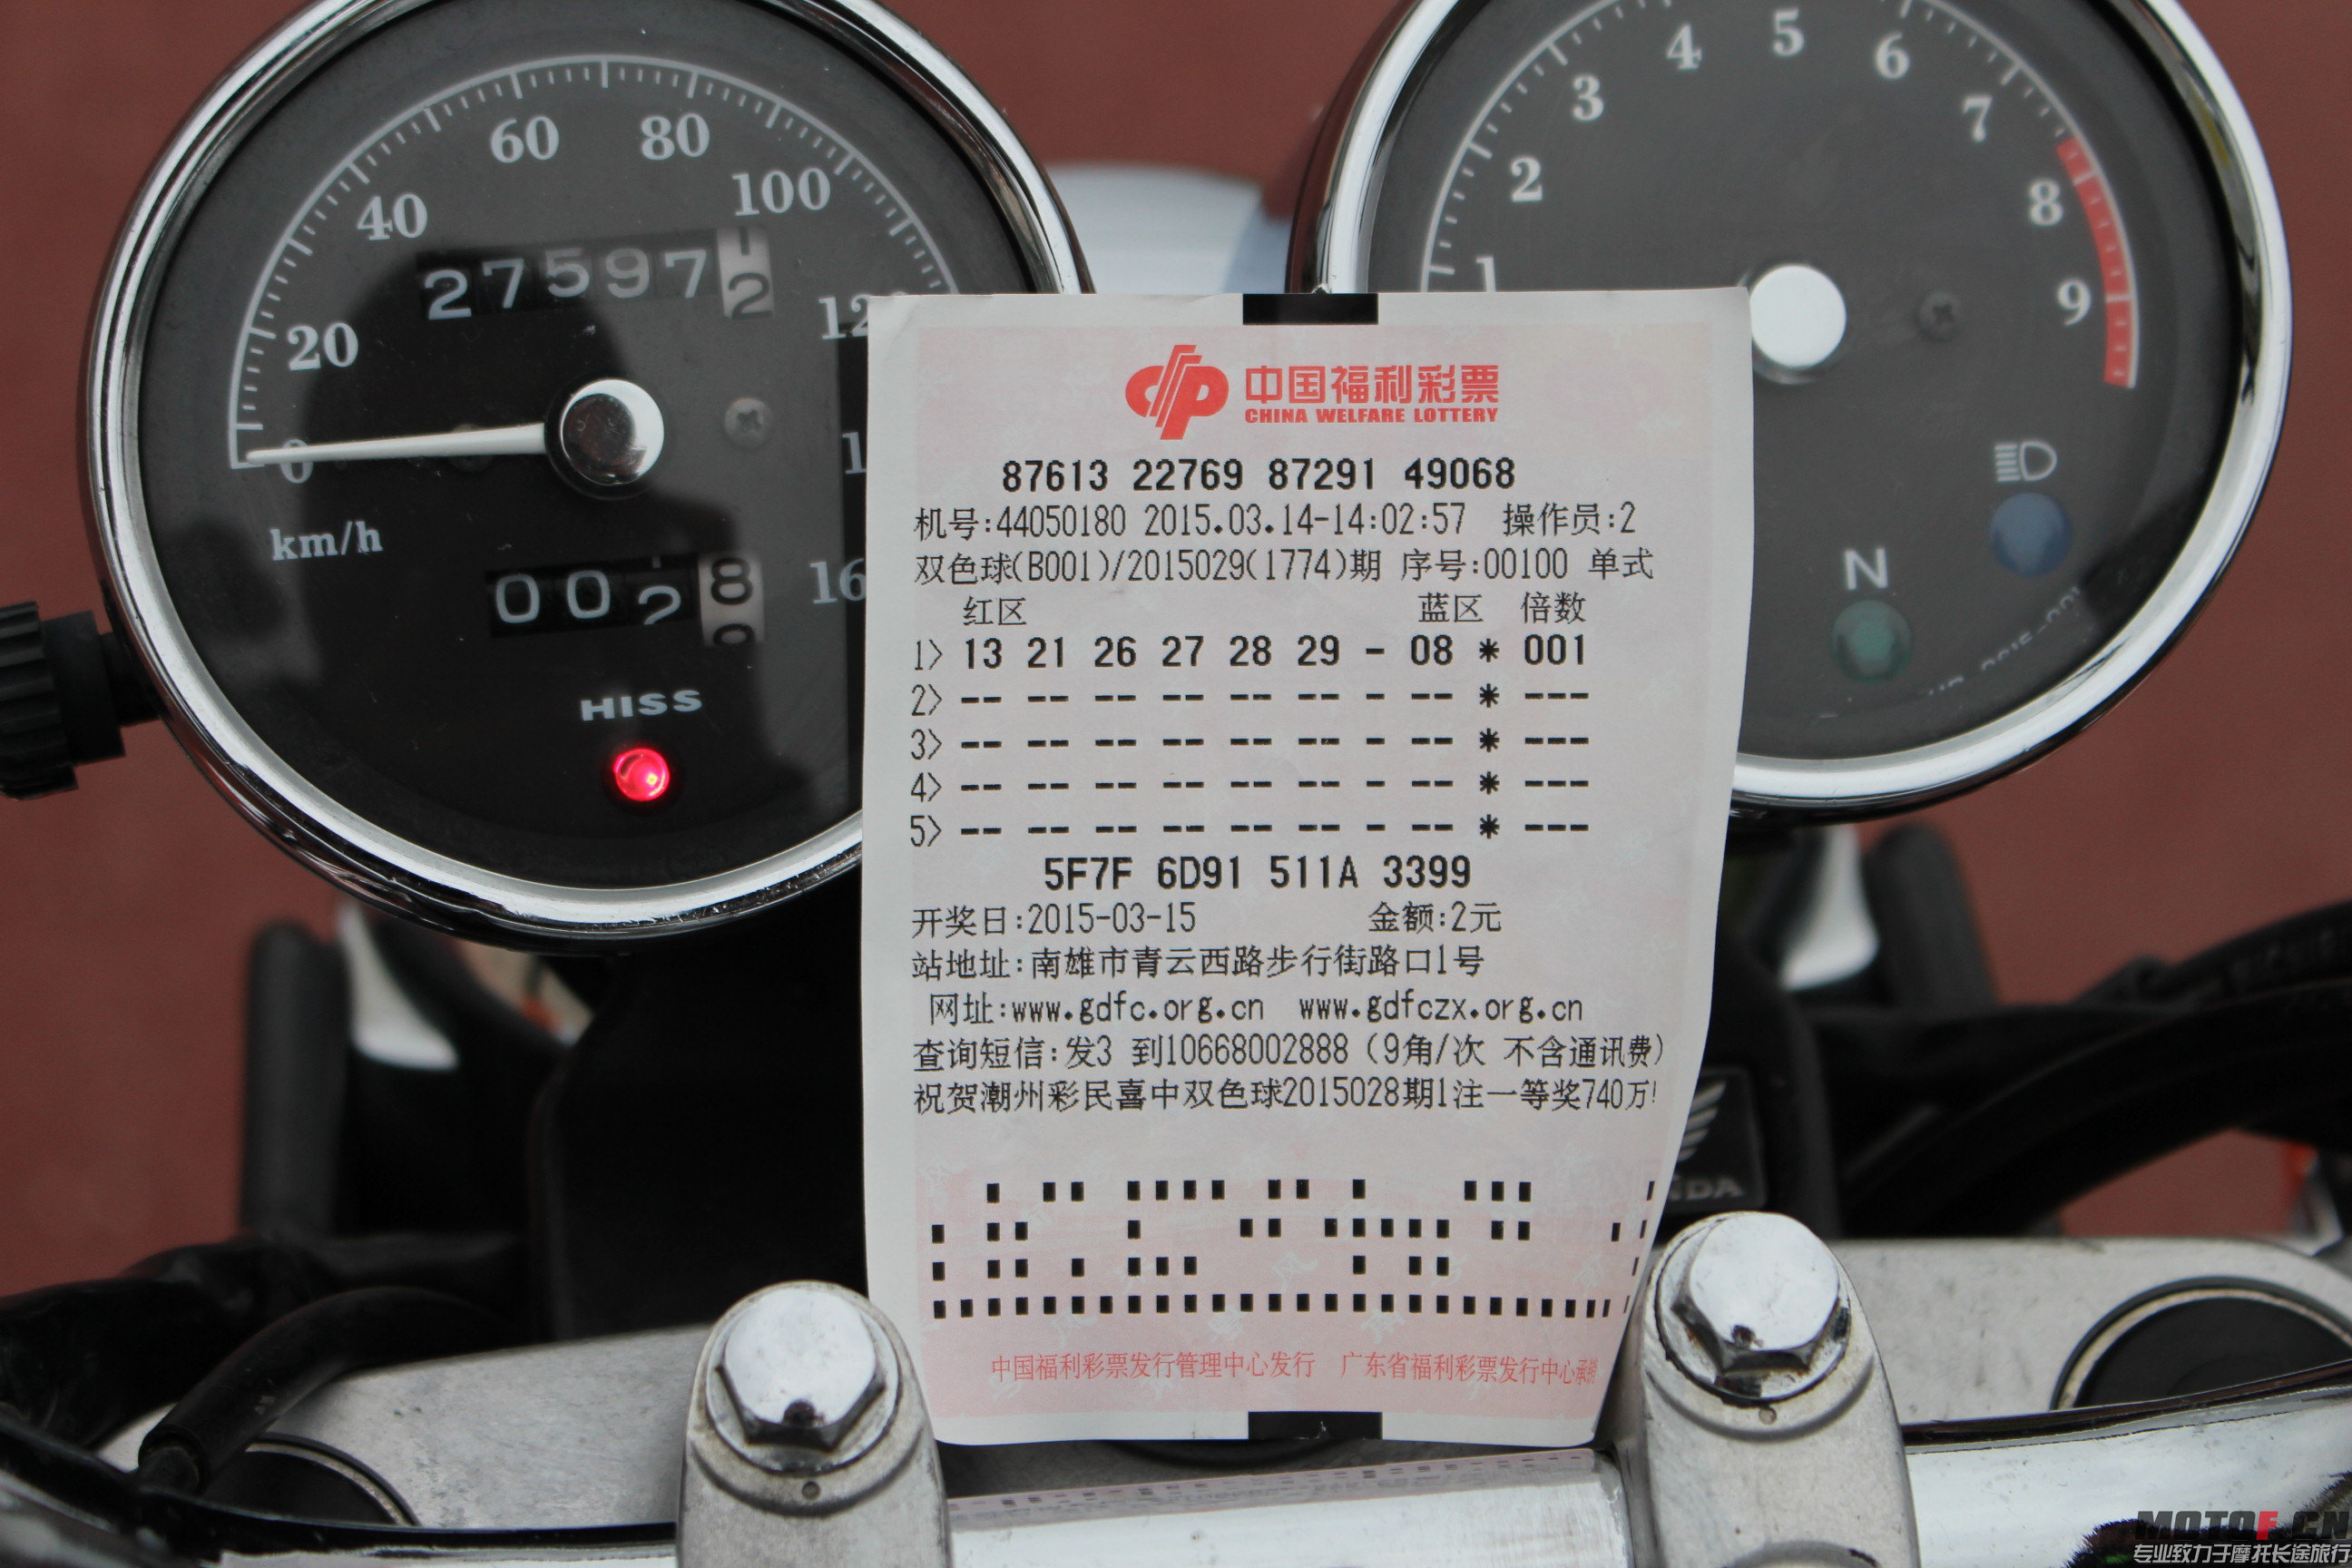 20
40
60
80
100
27597
1
2
0
km/h
002
8
HISS
1
2
3
4
5
6
7
8
9
N
中国福利彩票
CHINA WELFARE LOTTERY
87613 22769 87291 49068
机号:44050180 2015.03.14-14:02:57 操作员:2
双色球(B001)/2015029(1774)期 序号:00100 单式
红区 蓝区 倍数
1> 13 21 26 27 28 29 - 08 * 001
2> -- -- -- -- -- -- - -- * ---
3> -- -- -- -- -- -- - -- * ---
4> -- -- -- -- -- -- - -- * ---
5> -- -- -- -- -- -- - -- * ---
5F7F 6D91 511A 3399
开奖日:2015-03-15 金额:2元
站地址:南雄市青云西路步行街路口1号
网址:www.gdfc.org.cn www.gdfczx.org.cn
查询短信:发3 到10668002888（9角/次 不含通讯费)
祝贺潮州彩民喜中双色球2015028期1注一等奖740万!
中国福利彩票发行管理中心发行 广东省福利彩票发行中心承销
MOTOF.CN
专业致力于摩托长途旅行